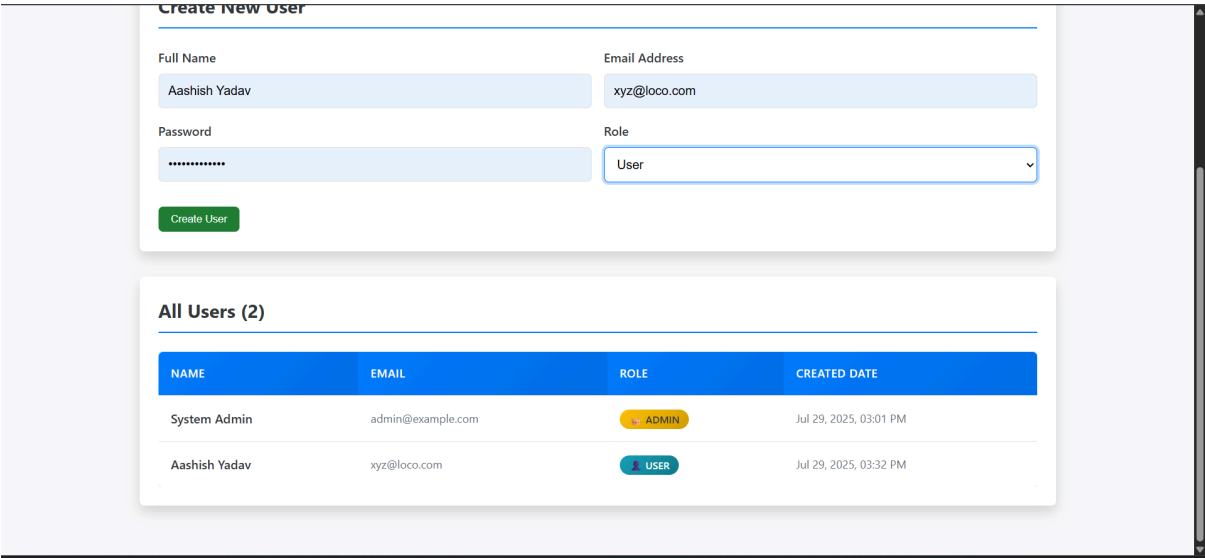 Create New User
Full Name Email Address
Aashish Yadav xyz@loco.com
Password Role
••••••••••••• User
Create User
All Users (2)
NAME EMAIL ROLE CREATED DATE
System Admin admin@example.com ADMIN Jul 29, 2025, 03:01 PM
Aashish Yadav xyz@loco.com USER Jul 29, 2025, 03:32 PM